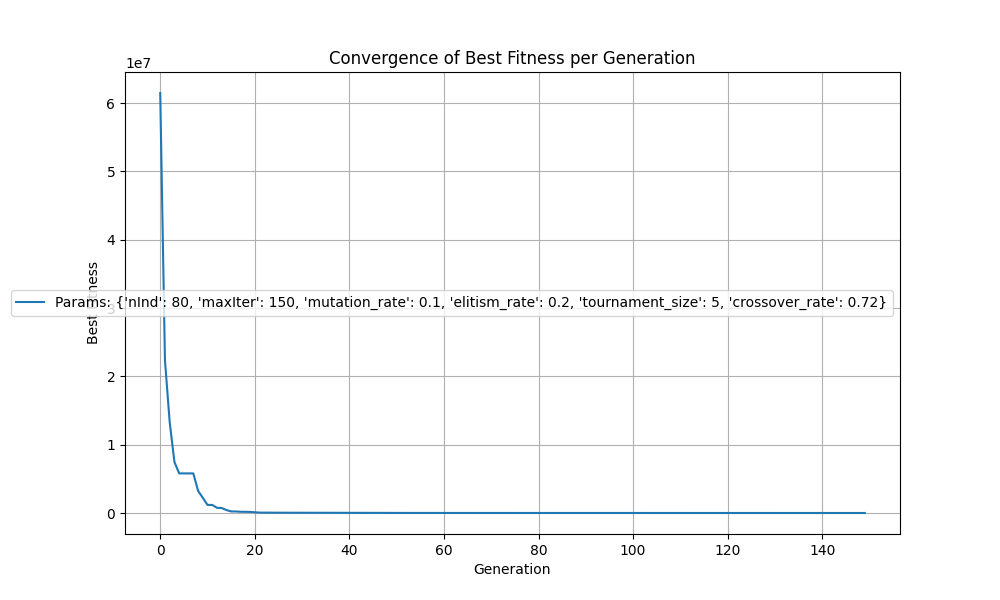 Convergence of Best Fitness per Generation
1e7
6
5
4
3
2
1
0
Best
ness
Params: {'nInd': 80, 'maxIter': 150, 'mutation_rate': 0.1, 'elitism_rate': 0.2, 'tournament_size': 5, 'crossover_rate': 0.72}
0 20 40 60 80 100 120 140
Generation